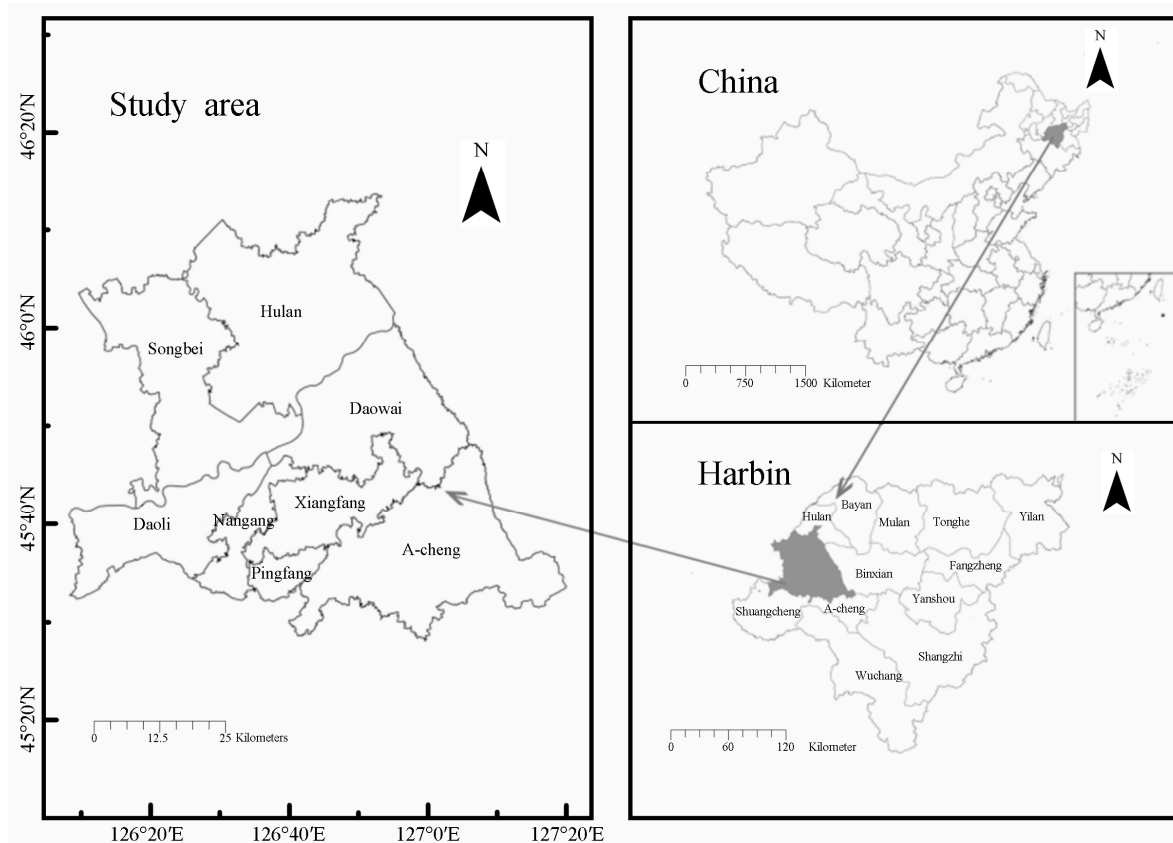 Study area
N
46°20′N
46°0′N
45°40′N
45°20′N
Hulan
Songbei
Daowai
Xiangfang
Nangang
Daoli
A-cheng
Pingfang
0 12.5 25 Kilometers
126°20′E 126°40′E 127°0′E 127°20′E
China
N
0 750 1500 Kilometer
Harbin
N
Bayan
Hulan
Mulan
Tonghe
Yilan
Fangzheng
Binxian
Yanshou
Shuangcheng
A-cheng
Shangzhi
Wuchang
0 60 120 Kilometer